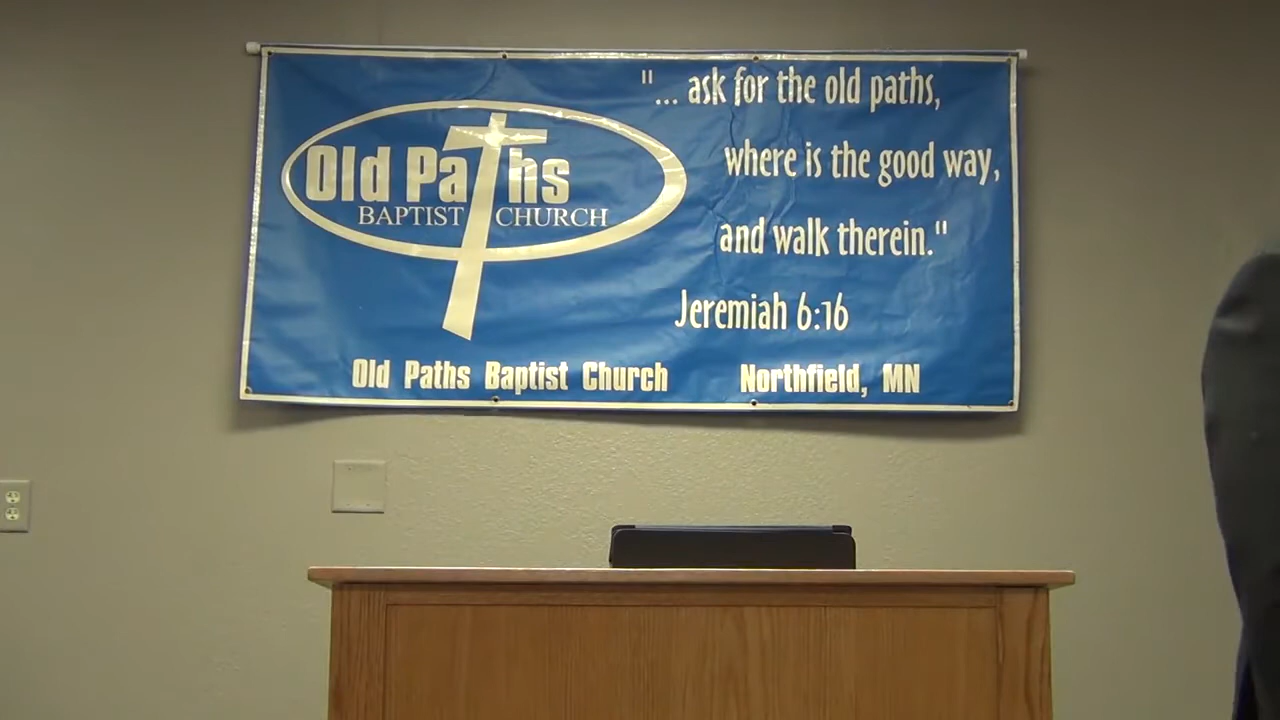 Old Paths
BAPTIST CHURCH
"... ask for the old paths,
where is the good way,
and walk therein."
Jeremiah 6:16
Old Paths Baptist Church Northfield, MN